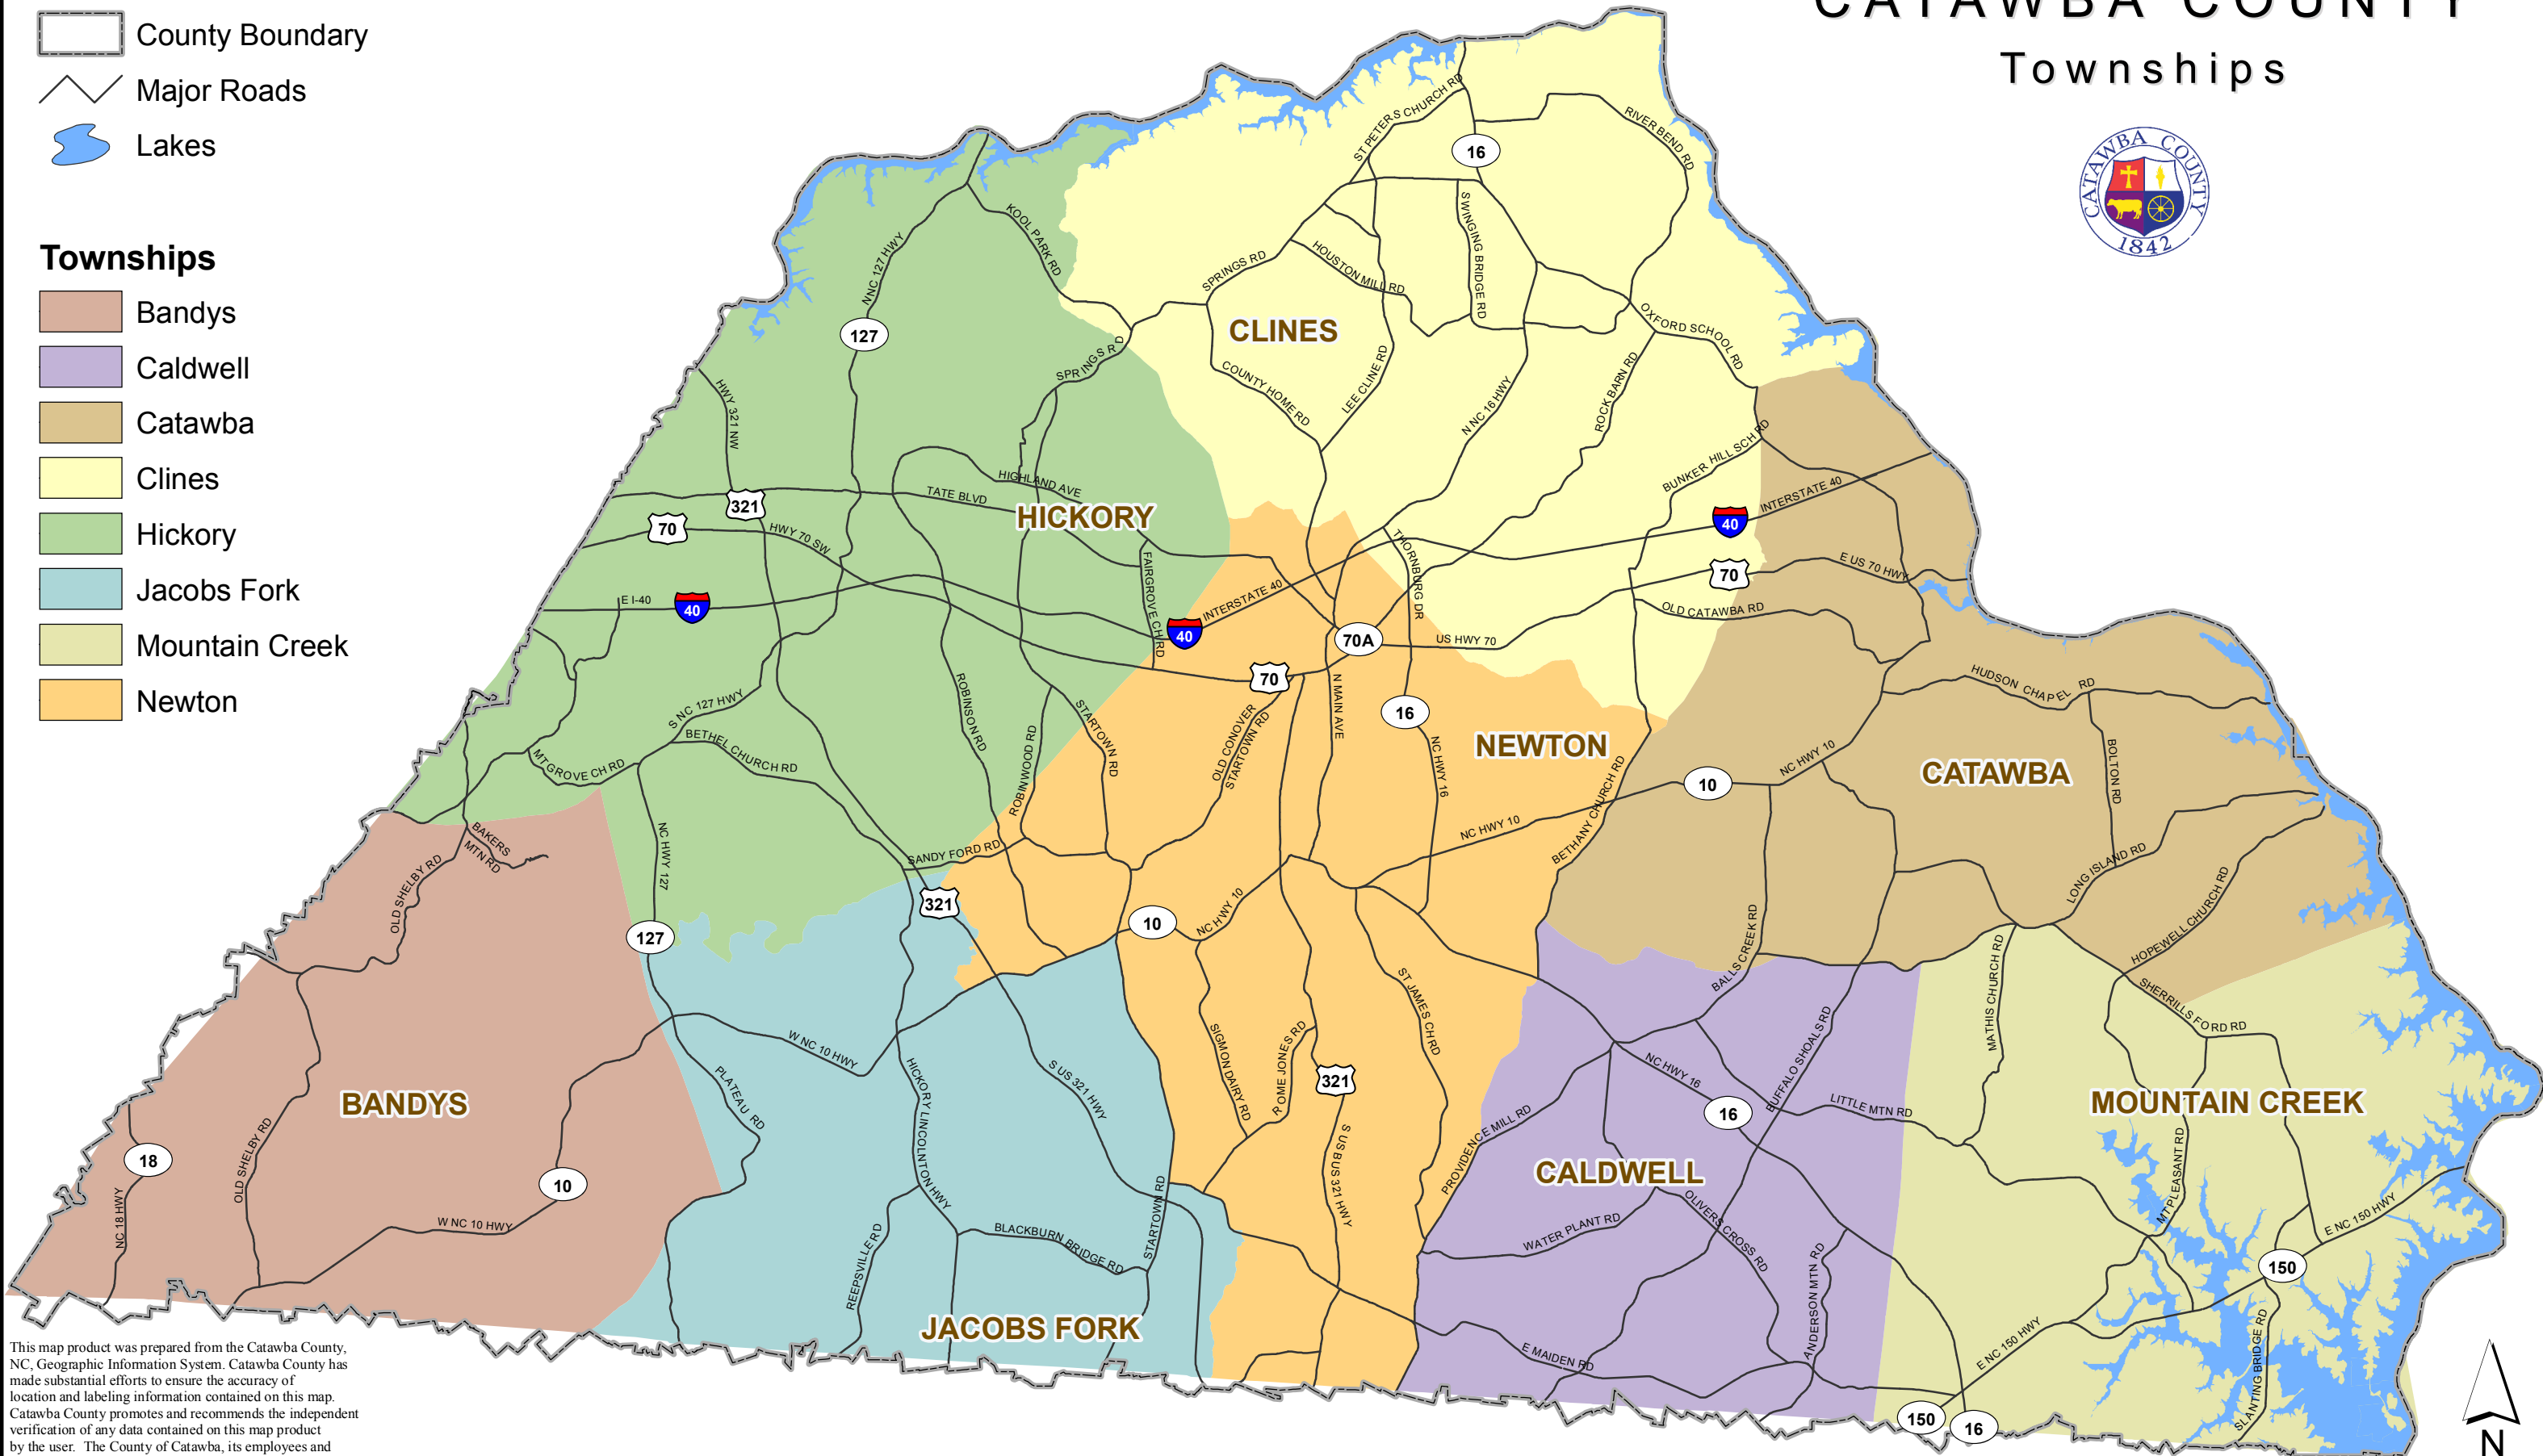 CATAWBA COUNTY
Townships
CATAWBA COUNTY
1842
County Boundary
Major Roads
Lakes
Townships
Bandys
Caldwell
Catawba
Clines
Hickory
Jacobs Fork
Mountain Creek
Newton
ST PETERS CHURCH RD
RIVER BEND RD
16
KOOL PARK RD
N NC 127 HWY
SWINGING BRIDGE RD
SPRINGS RD
HOUSTON MILL RD
127
CLINES
OXFORD SCHOOL RD
SPRINGS RD
COUNTY HOME RD
LEE CLINE RD
N NC 16 HWY
ROCK BARN RD
HWY 321 NW
BUNKER HILL SCH RD
HIGHLAND AVE
TATE BLVD
HICKORY
321
70
HWY 70 SW
40
INTERSTATE 40
THORNBURG DR
FAIRGROVE CH RD
70
E US 70 HWY
E I-40
40
INTERSTATE 40
40
OLD CATAWBA RD
70A
US HWY 70
70
N MAIN AVE
HUDSON CHAPEL RD
ROBINSON RD
STARTOWN RD
S NC 127 HWY
BETHEL CHURCH RD
MT GROVE CH RD
ROBINWOOD RD
OLD CONOVER
STARTOWN RD
16
NC HWY 16
NEWTON
CATAWBA
NC HWY 10
10
BOLTON RD
BETHANY CHURCH RD
NC HWY 10
BAKERS
MTN RD
OLD SHELBY RD
NC HWY 127
SANDY FORD RD
321
LONG ISLAND RD
HOPEWELL CHURCH RD
127
10
NC HWY 10
BALLS CREEK RD
MATHIS CHURCH RD
ST JAMES CH RD
SHERRILLS FORD RD
W NC 10 HWY
SIGMON DAIRY RD
ROME JONES RD
BUFFALO SHOALS RD
PLATEAU RD
HICKORY LINCOLNTON HWY
S US 321 HWY
321
NC HWY 16
16
LITTLE MTN RD
BANDYS
MOUNTAIN CREEK
PROVIDENCE MILL RD
CALDWELL
18
OLD SHELBY RD
10
NC 18 HWY
W NC 10 HWY
STARTOWN RD
S US BUS 321 HWY
MT PLEASANT RD
E NC 150 HWY
WATER PLANT RD
OLIVERS CROSS RD
REEPSVILLE RD
BLACKBURN BRIDGE RD
ANDERSON MTN RD
150
JACOBS FORK
E MAIDEN RD
E NC 150 HWY
SLANTING BRIDGE RD
150
16
N
This map product was prepared from the Catawba County,
NC, Geographic Information System. Catawba County has
made substantial efforts to ensure the accuracy of
location and labeling information contained on this map.
Catawba County promotes and recommends the independent
verification of any data contained on this map product
by the user. The County of Catawba, its employees and